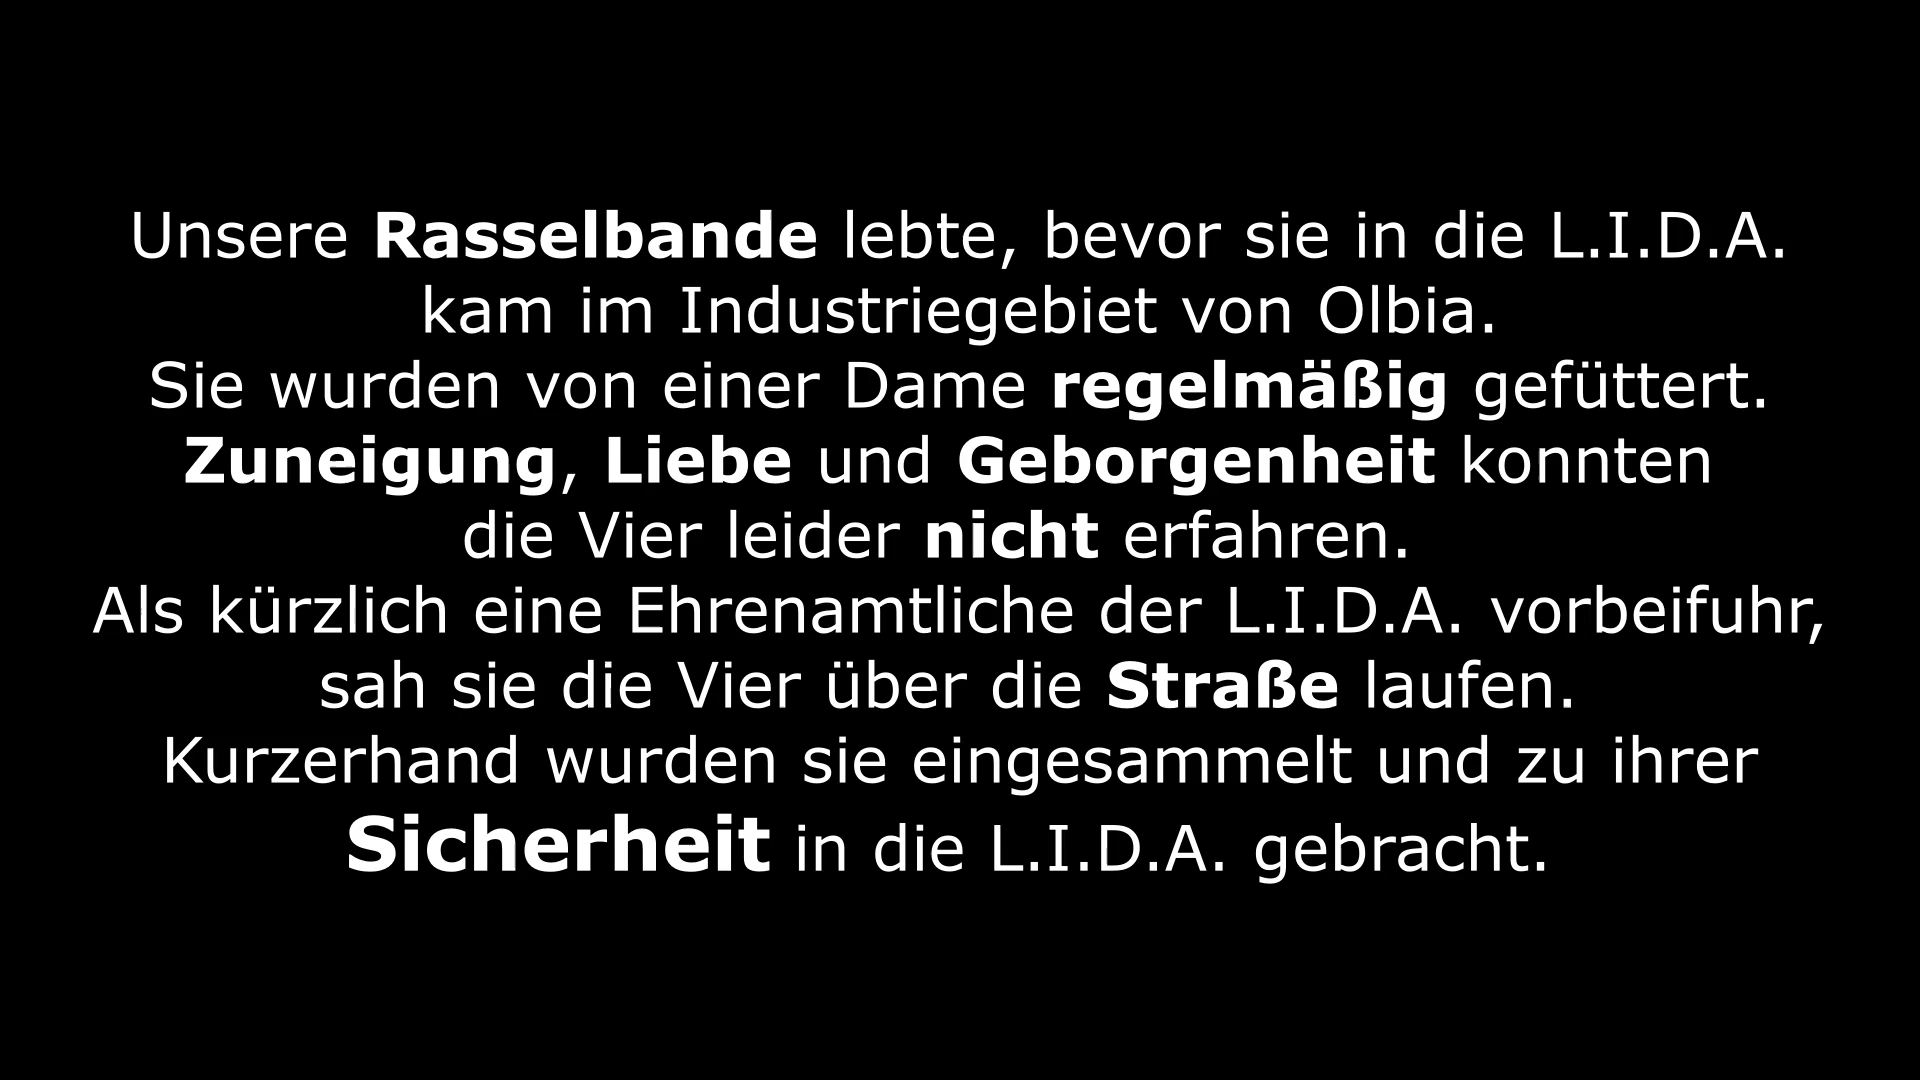 Unsere Rasselbande lebte, bevor sie in die L.I.D.A.
kam im Industriegebiet von Olbia.
Sie wurden von einer Dame regelmäßig gefüttert.
Zuneigung, Liebe und Geborgenheit konnten
die Vier leider nicht erfahren.
Als kürzlich eine Ehrenamtliche der L.I.D.A. vorbeifuhr,
sah sie die Vier über die Straße laufen.
Kurzerhand wurden sie eingesammelt und zu ihrer
Sicherheit in die L.I.D.A. gebracht.